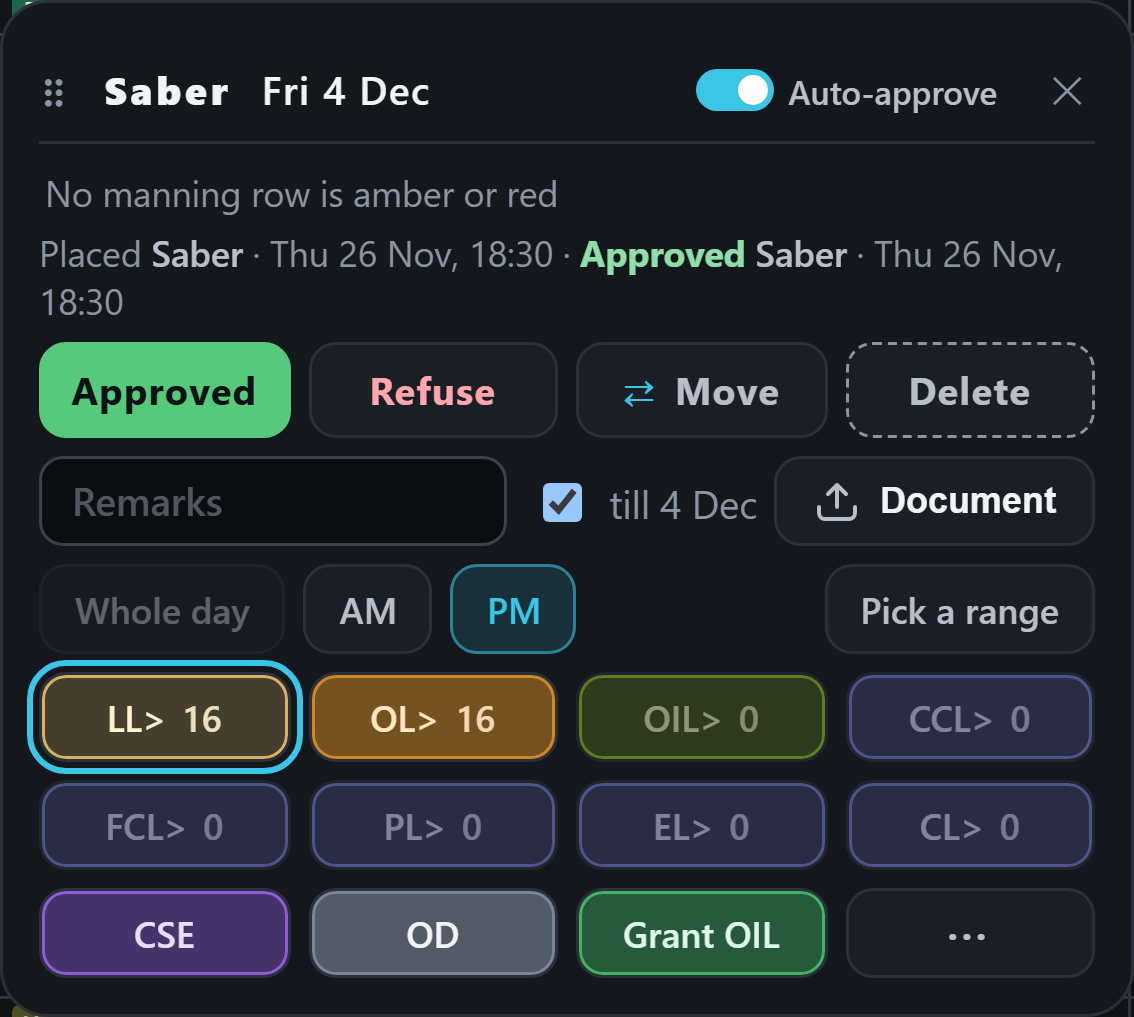 Saber Fri 4 Dec Auto-approve
No manning row is amber or red
Placed Saber · Thu 26 Nov, 18:30 · Approved Saber · Thu 26 Nov,
18:30
Approved Refuse Move Delete
Remarks till 4 Dec Document
Whole day AM PM Pick a range
LL> 16 OL> 16 OIL> 0 CCL> 0
FCL> 0 PL> 0 EL> 0 CL> 0
CSE OD Grant OIL ...